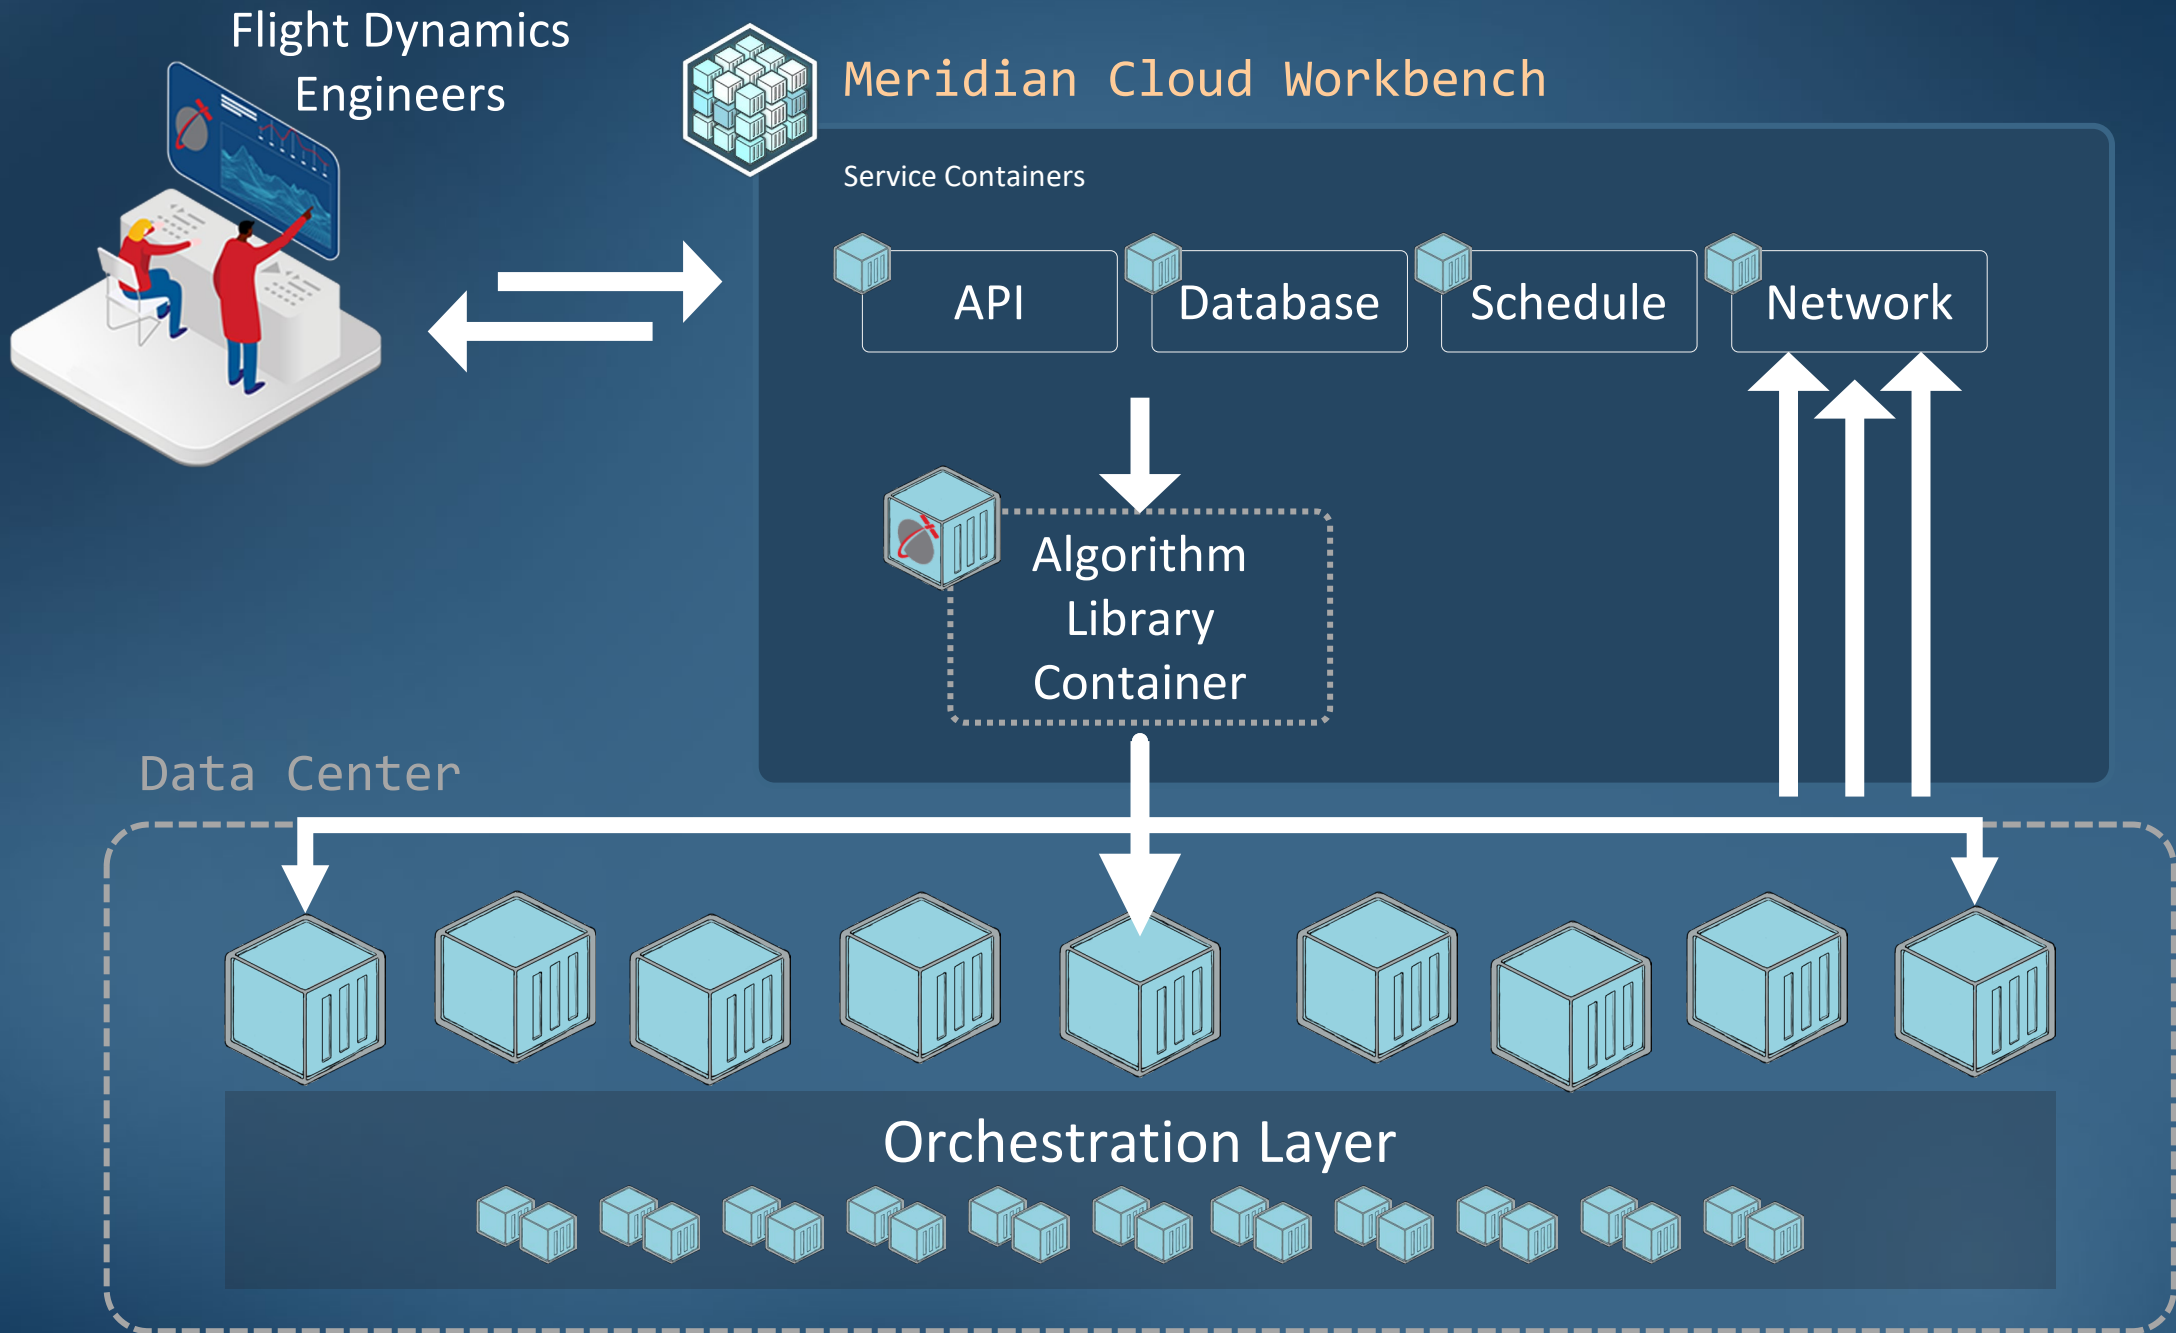 Flight Dynamics
Engineers
Meridian Cloud Workbench
Service Containers
API
Database
Schedule
Network
Algorithm
Library
Container
Data Center
Orchestration Layer